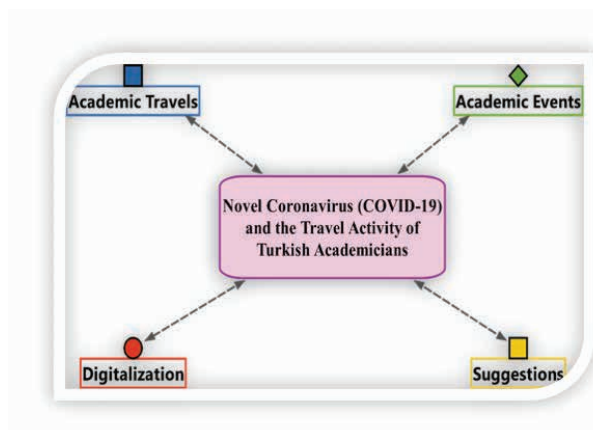 Academic Travels
Academic Events
Novel Coronavirus (COVID-19)
and the Travel Activity of
Turkish Academicians
Digitalization
Suggestions